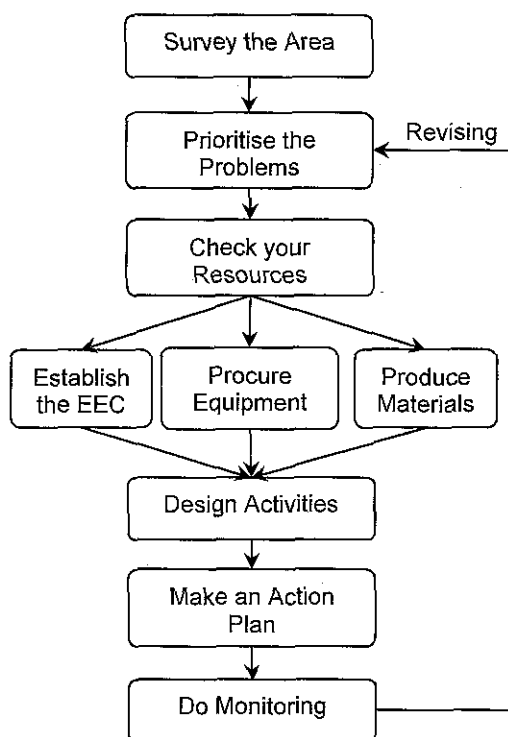 Survey the Area
Prioritise the
Problems
Revising
Check your
Resources
Establish
the EEC
Procure
Equipment
Produce
Materials
Design Activities
Make an Action
Plan
Do Monitoring